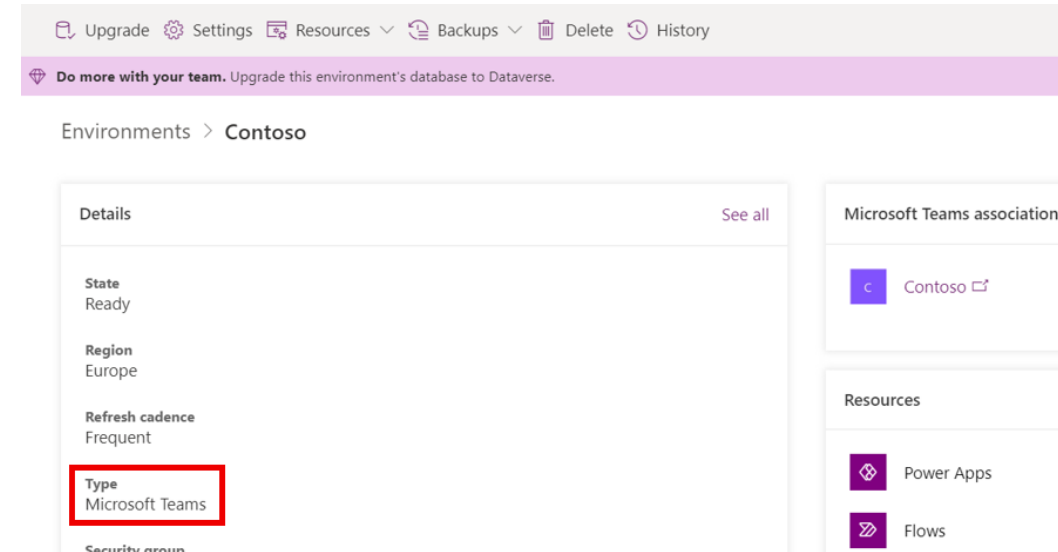 Upgrade Settings Resources Backups Delete History
Do more with your team. Upgrade this environment's database to Dataverse.
Environments > Contoso
Details See all
State
Ready
Region
Europe
Refresh cadence
Frequent
Type
Microsoft Teams
Security group
Microsoft Teams association
C Contoso
Resources
Power Apps
Flows